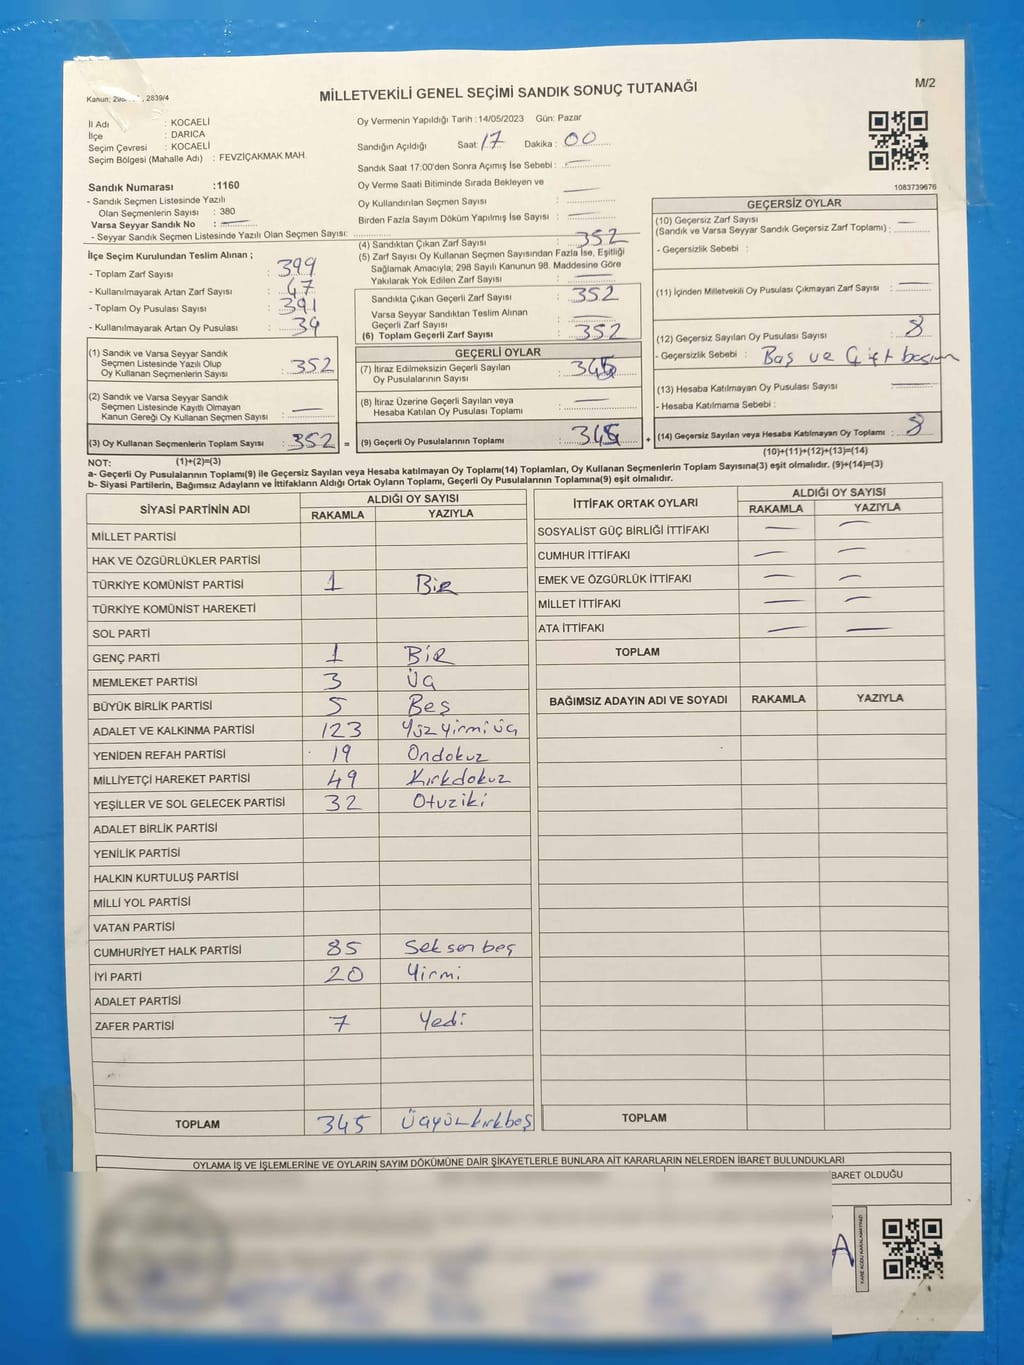 M/2
MİLLETVEKİLİ GENEL SEÇİMİ SANDIK SONUÇ TUTANAĞI
Kanun; 2839/4
İl Adı : KOCAELİ
İlçe : DARICA
Seçim Çevresi : KOCAELİ
Seçim Bölgesi (Mahalle Adı) : FEVZİÇAKMAK MAH.
Oy Vermenin Yapıldığı Tarih :14/05/2023 Gün: Pazar
Sandığın Açıldığı Saat: 17 Dakika : 00
Sandık Saat 17:00'den Sonra Açımış İse Sebebi : —
Oy Verme Saati Bitiminde Sırada Bekleyen ve
Oy Kullandırılan Seçmen Sayısı —
Birden Fazla Sayım Döküm Yapılmış İse Sayısı : —
1083739676
Sandık Numarası :1160
- Sandık Seçmen Listesinde Yazılı
Olan Seçmenlerin Sayısı : 380
Varsa Seyyar Sandık No : —
- Seyyar Sandık Seçmen Listesinde Yazılı Olan Seçmen Sayısı:
İlçe Seçim Kurulundan Teslim Alınan ;
- Toplam Zarf Sayısı : 399
- Kullanılmayarak Artan Zarf Sayısı : 47
- Toplam Oy Pusulası Sayısı : 391
- Kullanılmayarak Artan Oy Pusulası : 39
(1) Sandık ve Varsa Seyyar Sandık
Seçmen Listesinde Yazılı Olup
Oy Kullanan Seçmenlerin Sayısı : 352
(2) Sandık ve Varsa Seyyar Sandık
Seçmen Listesinde Kayıtlı Olmayan
Kanun Gereği Oy Kullanan Seçmen Sayısı : —
(3) Oy Kullanan Seçmenlerin Toplam Sayısı : 352 =
(4) Sandıktan Çıkan Zarf Sayısı : 352
(5) Zarf Sayısı Oy Kullanan Seçmen Sayısından Fazla İse, Eşitliği
Sağlamak Amacıyla, 298 Sayılı Kanunun 98. Maddesine Göre
Yakılarak Yok Edilen Zarf Sayısı : —
Sandıkta Çıkan Geçerli Zarf Sayısı : 352
Varsa Seyyar Sandıktan Teslim Alınan
Geçerli Zarf Sayısı : —
(6) Toplam Geçerli Zarf Sayısı : 352
GEÇERLİ OYLAR
(7) İtiraz Edilmeksizin Geçerli Sayılan
Oy Pusulalarının Sayısı : 345
(8) İtiraz Üzerine Geçerli Sayılan veya
Hesaba Katılan Oy Pusulası Toplamı : —
(9) Geçerli Oy Pusulalarının Toplamı : +
GEÇERSİZ OYLAR
(10) Geçersiz Zarf Sayısı
(Sandık ve Varsa Seyyar Sandık Geçersiz Zarf Toplamı) : —
- Geçersizlik Sebebi :
(11) İçinden Milletvekili Oy Pusulası Çıkmayan Zarf Sayısı : —
(12) Geçersiz Sayılan Oy Pusulası Sayısı : 8
- Geçersizlik Sebebi : Boş ve Çift basım
(13) Hesaba Katılmayan Oy Pusulası Sayısı : —
- Hesaba Katılmama Sebebi :
(14) Geçersiz Sayılan veya Hesaba Katılmayan Oy Toplamı : 8
(1)+(2)=(3)
(10)+(11)+(12)+(13)=(14)
NOT:
a- Geçerli Oy Pusulalarının Toplamı(9) ile Geçersiz Sayılan veya Hesaba katılmayan Oy Toplamı(14) Toplamları, Oy Kullanan Seçmenlerin Toplam Sayısına(3) eşit olmalıdır. (9)+(14)=(3)
b- Siyasi Partilerin, Bağımsız Adayların ve İttifakların Aldığı Ortak Oyların Toplamı, Geçerli Oy Pusulalarının Toplamına(9) eşit olmalıdır.
SİYASİ PARTİNİN ADI ALDIĞI OY SAYISI
RAKAMLA YAZIYLA
MİLLET PARTİSİ
HAK VE ÖZGÜRLÜKLER PARTİSİ
TÜRKİYE KOMÜNİST PARTİSİ 1 Bir
TÜRKİYE KOMÜNİST HAREKETİ
SOL PARTİ
GENÇ PARTİ 1 Bir
MEMLEKET PARTİSİ 3 Üç
BÜYÜK BİRLİK PARTİSİ 5 Beş
ADALET VE KALKINMA PARTİSİ 123 Yüzyirmiüç
YENİDEN REFAH PARTİSİ 19 Ondokuz
MİLLİYETÇİ HAREKET PARTİSİ 49 Kırkdokuz
YEŞİLLER VE SOL GELECEK PARTİSİ 32 Otuziki
ADALET BİRLİK PARTİSİ
YENİLİK PARTİSİ
HALKIN KURTULUŞ PARTİSİ
MİLLİ YOL PARTİSİ
VATAN PARTİSİ
CUMHURİYET HALK PARTİSİ 85 Seksenbeş
İYİ PARTİ 20 Yirmi
ADALET PARTİSİ
ZAFER PARTİSİ 7 Yedi
TOPLAM 345 Üçyüzkırkbeş
İTTİFAK ORTAK OYLARI ALDIĞI OY SAYISI
RAKAMLA YAZIYLA
SOSYALİST GÜÇ BİRLİĞİ İTTİFAKI — —
CUMHUR İTTİFAKI — —
EMEK VE ÖZGÜRLÜK İTTİFAKI — —
MİLLET İTTİFAKI — —
ATA İTTİFAKI — —
TOPLAM
BAĞIMSIZ ADAYIN ADI VE SOYADI RAKAMLA YAZIYLA
TOPLAM
OYLAMA İŞ VE İŞLEMLERİNE VE OYLARIN SAYIM DÖKÜMÜNE DAİR ŞİKAYETLERLE BUNLARA AİT KARARLARIN NELERDEN İBARET BULUNDUKLARI
BARET OLDUĞU
A
KARE KODU KARALAMAYINIZ!